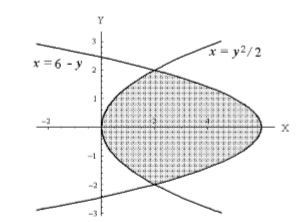 Y
3
x = y²/2
x = 6 - y
2
1
-2 2 4 X
-1
-2
-3